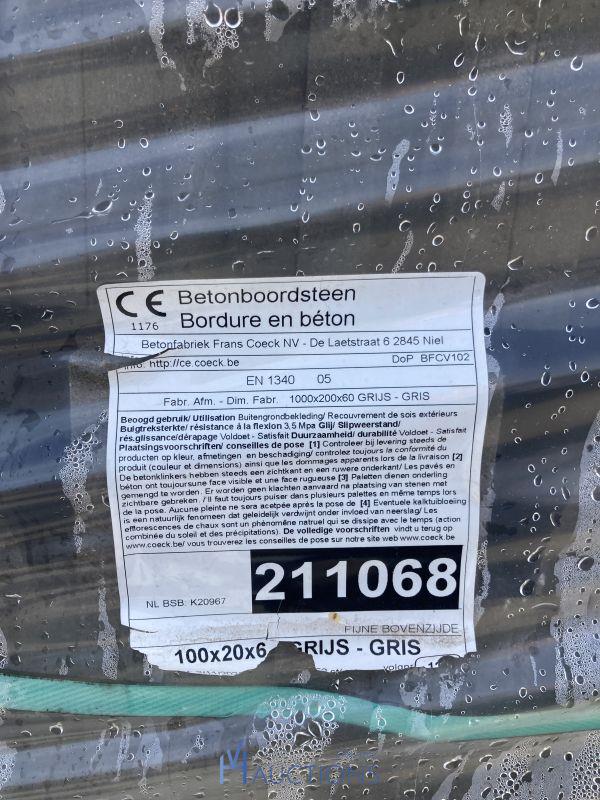 CE Betonboordsteen
1176 Bordure en béton
Betonfabriek Frans Coeck NV - De Laetstraat 6 2845 Niel
info: http://ce.coeck.be DoP BFCV102
EN 1340 05
Fabr. Afm. - Dim. Fabr. 1000x200x60 GRIJS - GRIS
Beoogd gebruik/ Utilisation Buitengrondbekleding/ Recouvrement de sols extérieurs
Buigtreksterkte/ résistance à la flexion 3,5 Mpa Glij/ Slipweerstand/
rés.glissance/dérapage Voldoet - Satisfait Duurzaamheid/ durabilité Voldoet - Satisfait
Plaatsingsvoorschriften/ conseilles de pose [1] Controleer bij levering steeds de
producten op kleur, afmetingen en beschadiging/ controlez toujours la conformité du
produit (couleur et dimensions) ainsi que les dommages apparents lors de la livraison [2]
De betonklinkers hebben steeds een zichtkant en een ruwere onderkant/ Les pavés en
béton ont toujoursune face visible et une face rugueuse [3] Paletten dienen onderling
gemengd te worden. Er worden geen klachten aanvaard na plaatsing van stenen met
zichtbare gebreken. / Il faut toujours puiser dans plusieurs palettes en même temps lors
de la pose. Aucune pleinte ne sera acetpée après la pose de [4] Eventuele kalkuitbloeiing
is een natuurlijk fenomeen dat geleidelijk verdwijnt onder invloed van neerslag/ Les
efflorescences de chaux sont un phénomène natruel qui se dissipe avec le temps (action
combinée du soleil et des précipitations). De volledige voorschriften vindt u terug op
www.coeck.be/ vous trouverez les conseilles de pose sur notre site web www.coeck.be
NL BSB: K20967 211068
FIJNE BOVENZIJDE
100x20x6 GRIJS - GRIS
AUCTIONS